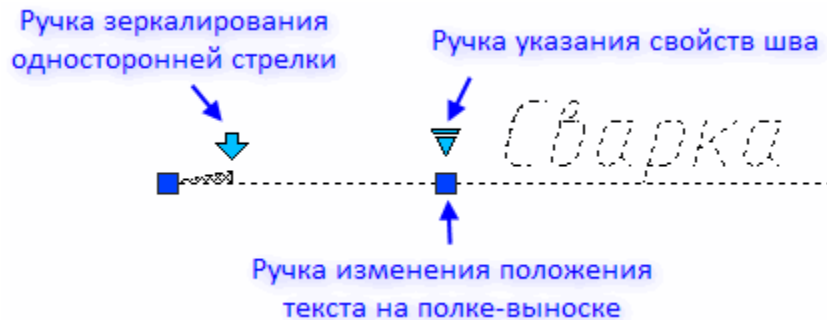 Ручка зеркалирования
односторонней стрелки
Ручка указания свойств шва
Сварка
Ручка изменения положения
текста на полке-выноске